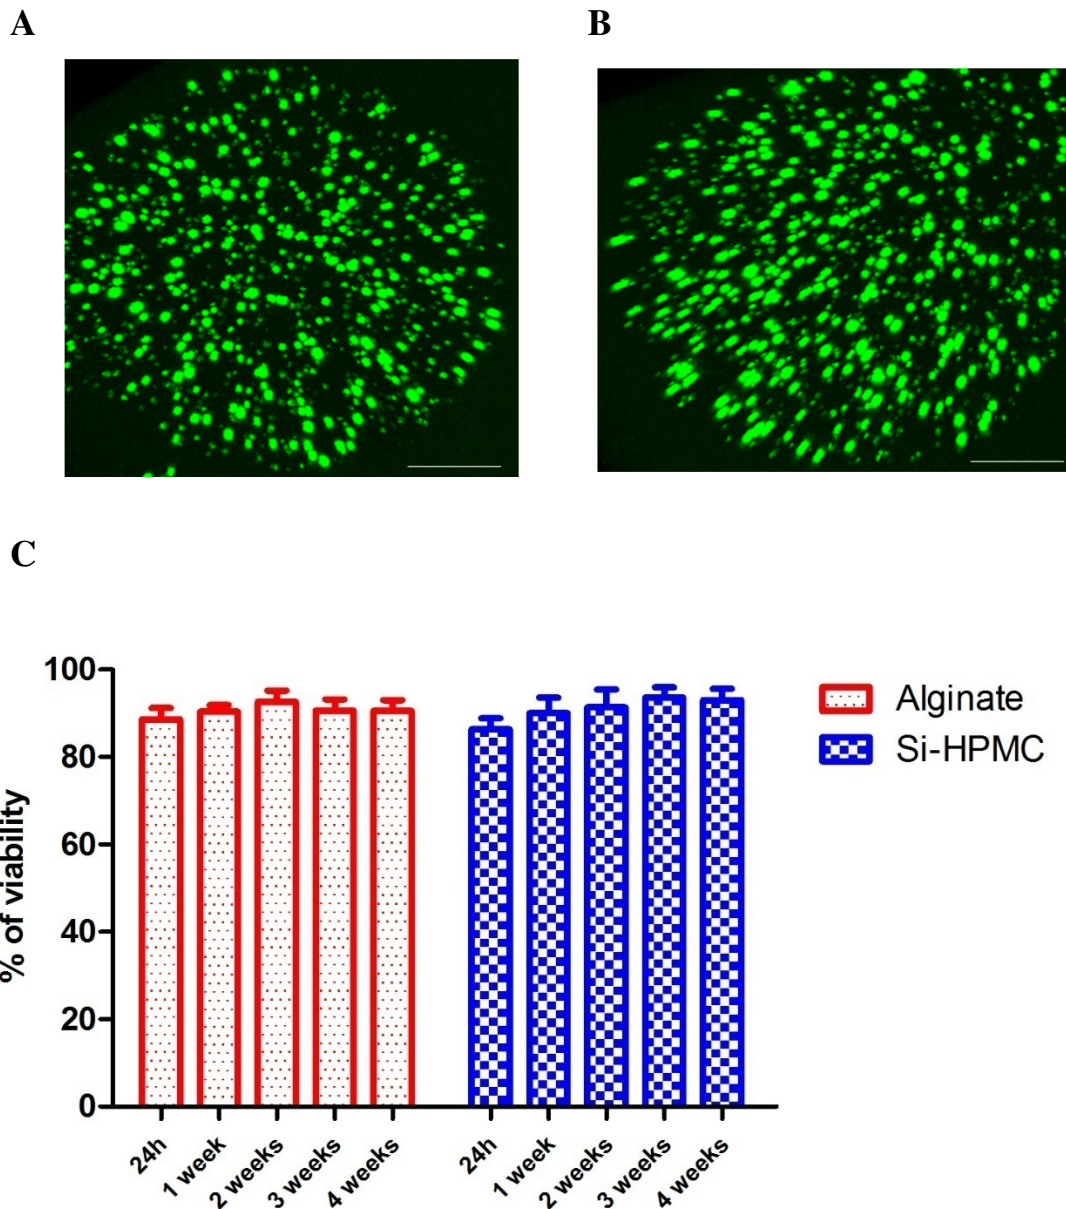 A
B
C
% of viability
100
80
60
40
20
0
24h
1 week
2 weeks
3 weeks
4 weeks
24h
1 week
2 weeks
3 weeks
4 weeks
Alginate
Si-HPMC